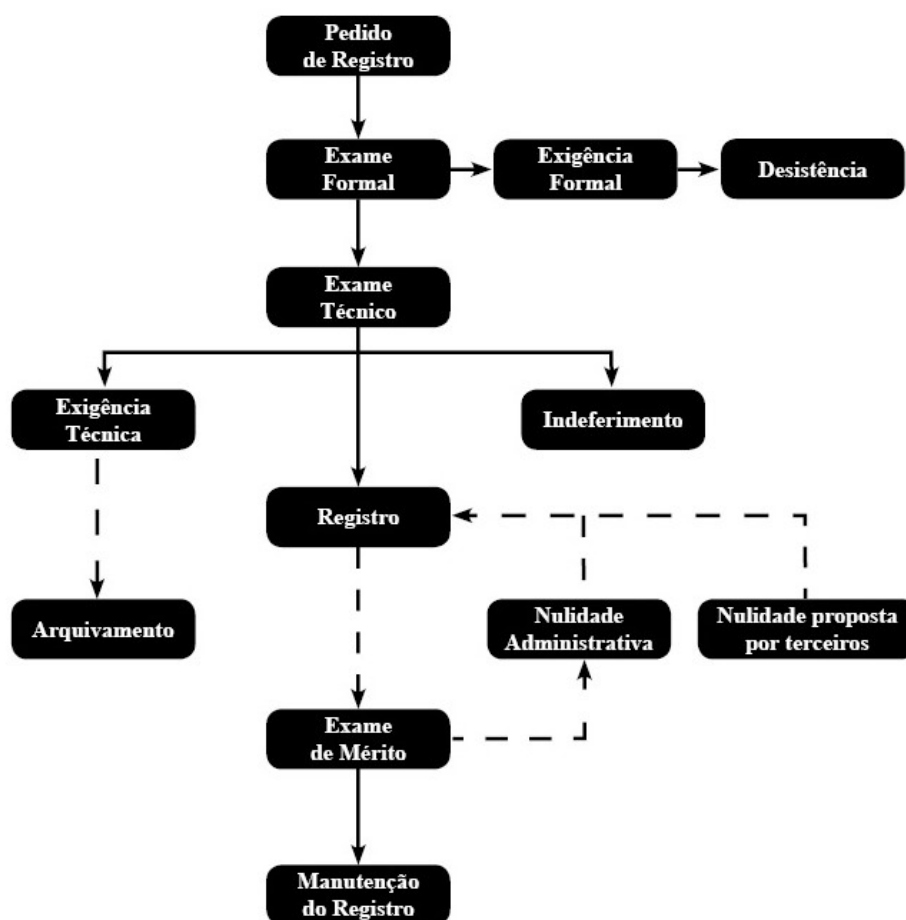 Pedido
de Registro
Exame
Formal
Exigência
Formal
Desistência
Exame
Técnico
Exigência
Técnica
Indeferimento
Registro
Arquivamento
Nulidade
Administrativa
Nulidade proposta
por terceiros
Exame
de Mérito
Manutenção
do Registro